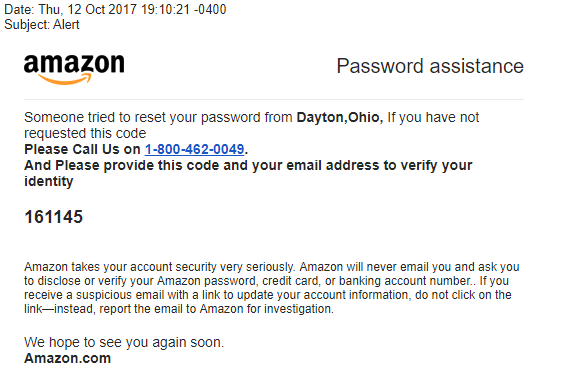 Date: Thu, 12 Oct 2017 19:10:21 -0400
Subject: Alert
amazon
Password assistance
Someone tried to reset your password from Dayton,Ohio, If you have not
requested this code
Please Call Us on 1-800-462-0049.
And Please provide this code and your email address to verify your
identity
161145
Amazon takes your account security very seriously. Amazon will never email you and ask you
to disclose or verify your Amazon password, credit card, or banking account number.. If you
receive a suspicious email with a link to update your account information, do not click on the
link—instead, report the email to Amazon for investigation.
We hope to see you again soon.
Amazon.com